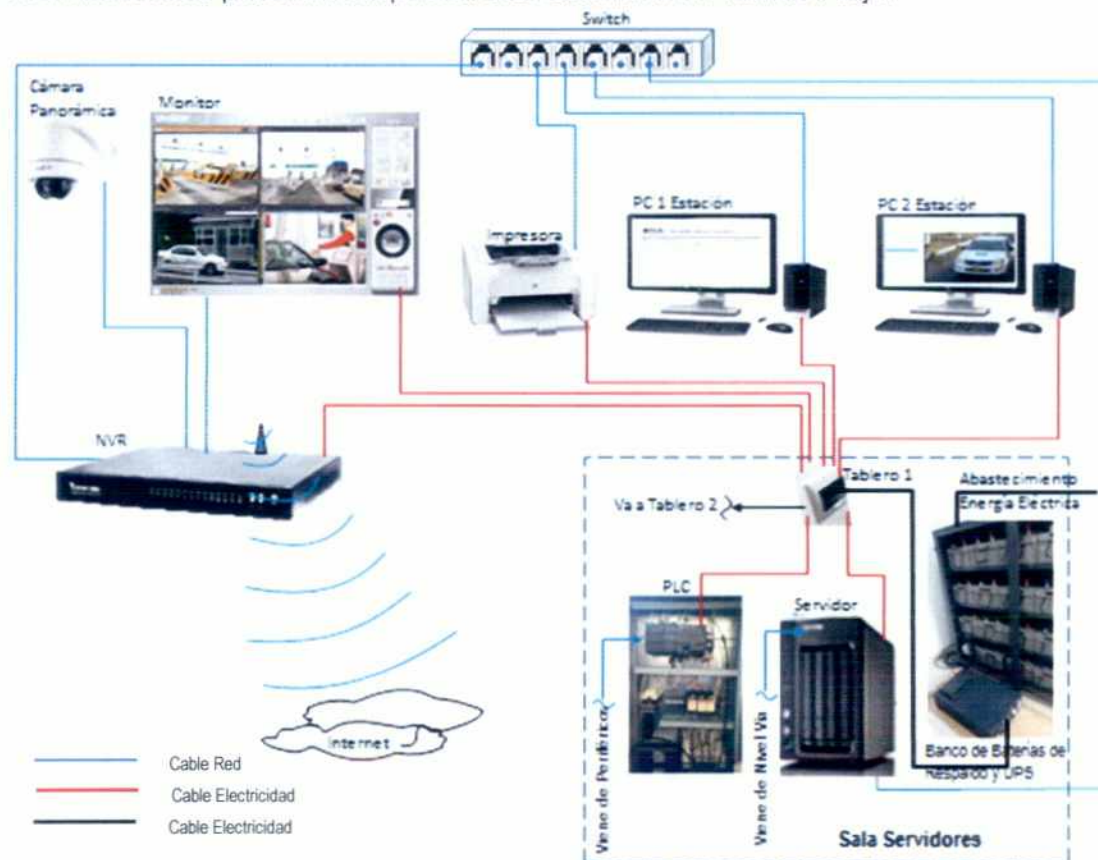 Switch
Cámara
Panorámica
Monitor
PC 1 Estación
PC 2 Estación
Impresora
NVR
Tablero 1
Abastecimiento
Energía Eléctrica
Va a Tablero 2
PLC
Servidor
Viene de Periféricos
Viene de Nivel Vía
Internet
Banco de Baterías de
Respaldo y UPS
Cable Red
Cable Electricidad
Cable Electricidad
Sala Servidores